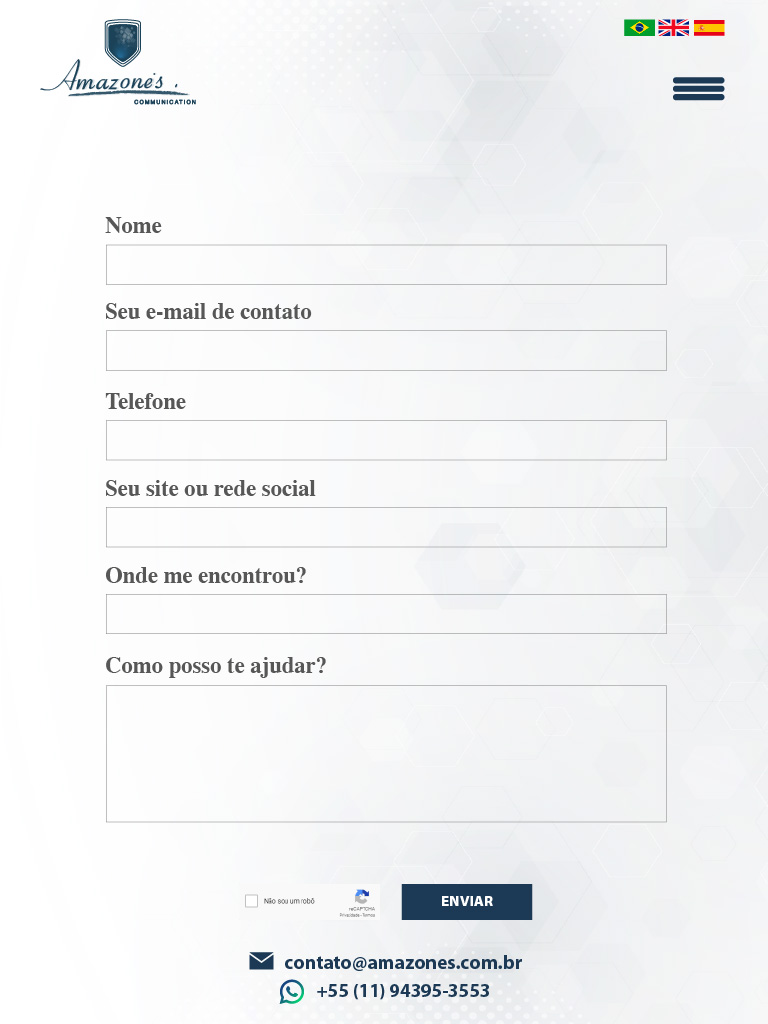 Amazone's
COMMUNICATION
Nome
Seu e-mail de contato
Telefone
Seu site ou rede social
Onde me encontrou?
Como posso te ajudar?
Não sou um robô
reCAPTCHA
Privacidade - Termos
ENVIAR
contato@amazones.com.br
+55 (11) 94395-3553